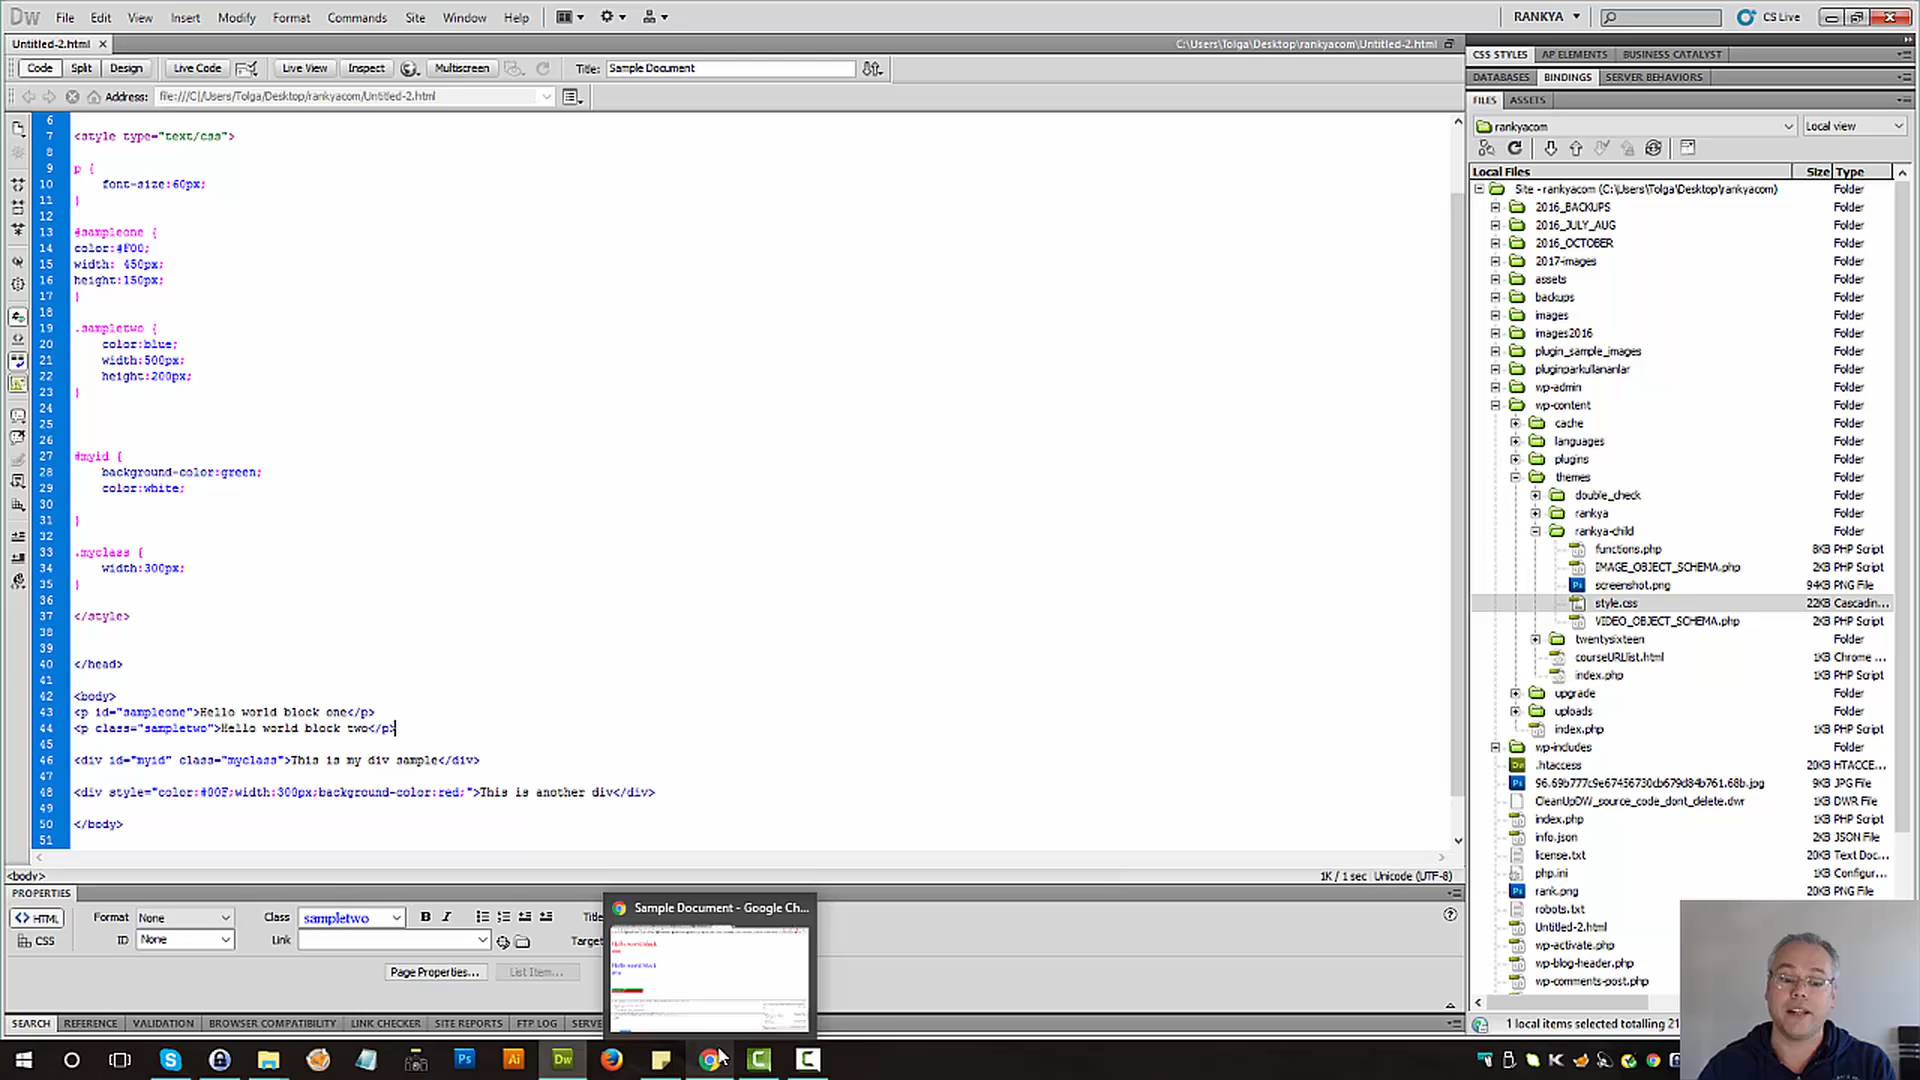 Dw File Edit View Insert Modify Format Commands Site Window Help RANKYA CS Live
Untitled-2.html C:\Users\Tolga\Desktop\rankyacom\Untitled-2.html
Code Split Design Live Code Live View Inspect Multiscreen Title: Sample Document
Address: file:///C|/Users/Tolga/Desktop/rankyacom/Untitled-2.html
6
7 <style type="text/css">
8
9 p {
10 font-size:60px;
11 }
12
13 #sampleone {
14 color:#F00;
15 width: 450px;
16 height:150px;
17 }
18
19 .sampletwo {
20 color:blue;
21 width:500px;
22 height:200px;
23 }
24
25
26
27 #myid {
28 background-color:green;
29 color:white;
30
31 }
32
33 .myclass {
34 width:300px;
35 }
36
37 </style>
38
39
40 </head>
41
42 <body>
43 <p id="sampleone">Hello world block one</p>
44 <p class="sampletwo">Hello world block two</p>
45
46 <div id="myid" class="myclass">This is my div sample</div>
47
48 <div style="color:#00F;width:300px;background-color:red;">This is another div</div>
49
50 </body>
51
<body> 1K / 1 sec Unicode (UTF-8)
PROPERTIES
<> HTML Format None Class sampletwo B I
CSS ID None Link Target
Page Properties... List Item...
Sample Document - Google Ch...
SEARCH REFERENCE VALIDATION BROWSER COMPATIBILITY LINK CHECKER SITE REPORTS FTP LOG
CSS STYLES AP ELEMENTS BUSINESS CATALYST
DATABASES BINDINGS SERVER BEHAVIORS
FILES ASSETS
rankyacom Local view
Local Files Size Type
Site - rankyacom (C:\Users\Tolga\Desktop\rankyacom) Folder
2016_BACKUPS Folder
2016_JULY_AUG Folder
2016_OCTOBER Folder
2017-images Folder
assets Folder
backups Folder
images Folder
images2016 Folder
plugin_sample_images Folder
pluginparkullananlar Folder
wp-admin Folder
wp-content Folder
cache Folder
languages Folder
plugins Folder
themes Folder
double_check Folder
rankya Folder
rankya-child Folder
functions.php 8KB PHP Script
IMAGE_OBJECT_SCHEMA.php 2KB PHP Script
screenshot.png 94KB PNG File
style.css 22KB Cascadin...
VIDEO_OBJECT_SCHEMA.php 2KB PHP Script
twentysixteen Folder
courseURLlist.html 1KB Chrome ...
index.php 1KB PHP Script
upgrade Folder
uploads Folder
index.php 1KB PHP Script
wp-includes Folder
.htaccess 20KB HTACCE...
96.69b777c9e67456730cb679d84b761.68b.jpg 9KB JPG File
CleanUpDW_source_code_dont_delete.dwr 1KB DWR File
index.php 1KB PHP Script
info.json 2KB JSON File
license.txt 20KB Text Doc...
php.ini 1KB Configur...
rank.png 20KB PNG File
robots.txt
Untitled-2.html
wp-activate.php
wp-blog-header.php
wp-comments-post.php
1 local items selected totalling 21
Ps Ai Dw